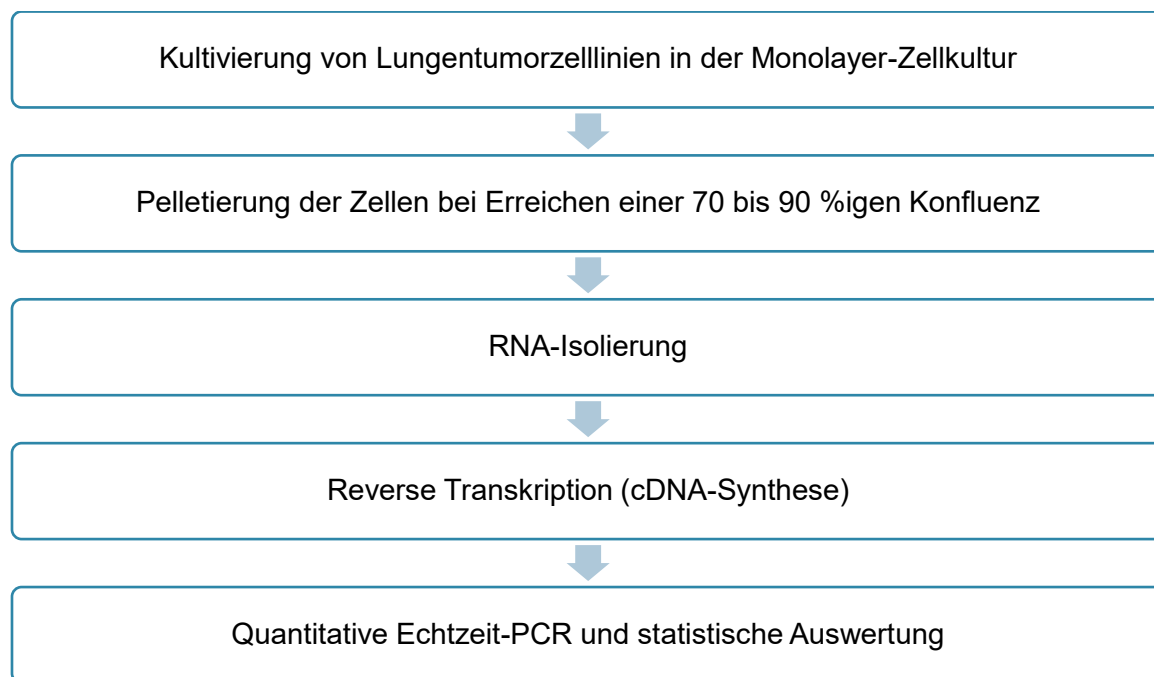 Kultivierung von Lungentumorzelllinien in der Monolayer-Zellkultur
Pelletierung der Zellen bei Erreichen einer 70 bis 90 %igen Konfluenz
RNA-Isolierung
Reverse Transkription (cDNA-Synthese)
Quantitative Echtzeit-PCR und statistische Auswertung